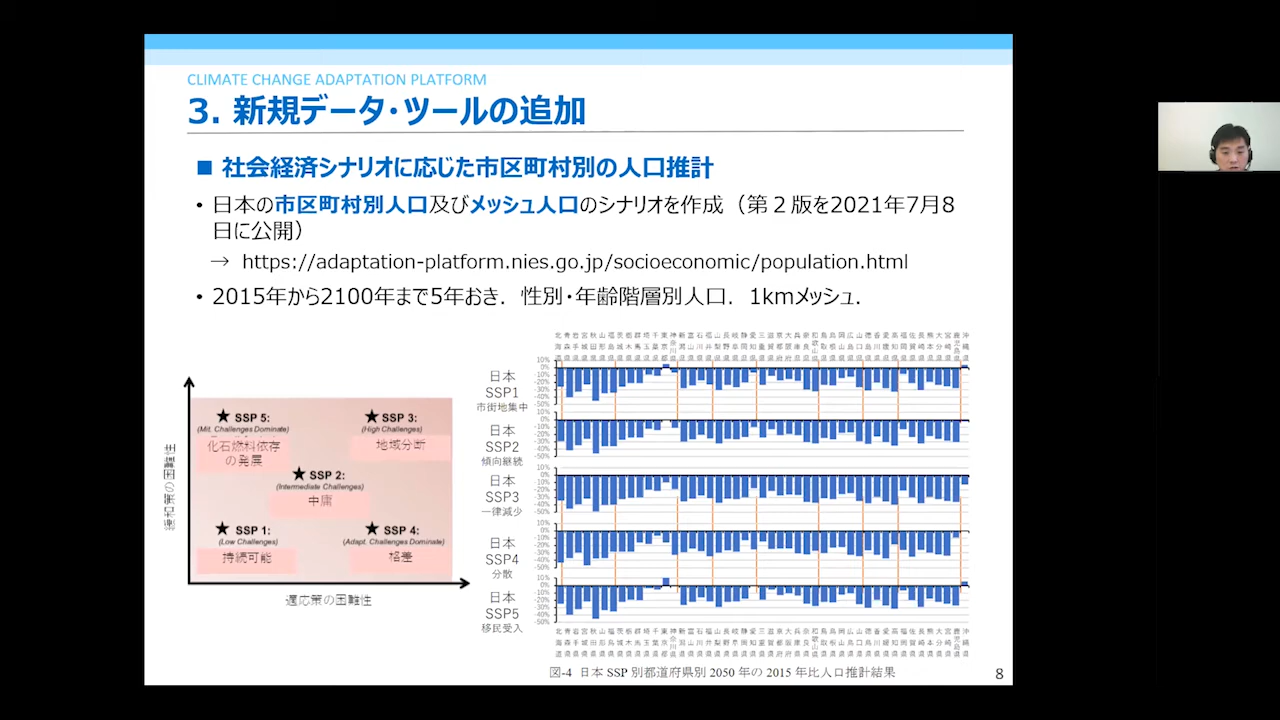 CLIMATE CHANGE ADAPTATION PLATFORM
3. 新規データ・ツールの追加
■ 社会経済シナリオに応じた市区町村別の人口推計
• 日本の市区町村別人口及びメッシュ人口のシナリオを作成（第２版を2021年7月8
日に公開）
→ https://adaptation-platform.nies.go.jp/socioeconomic/population.html
• 2015年から2100年まで5年おき．性別・年齢階層別人口．1kmメッシュ．
緩和策の困難性
★ SSP 5:
(Mit. Challenges Dominate)
化石燃料依存
の発展
★ SSP 3:
(High Challenges)
地域分断
★ SSP 2:
(Intermediate Challenges)
中庸
★ SSP 1:
(Low Challenges)
持続可能
★ SSP 4:
(Adapt. Challenges Dominate)
格差
適応策の困難性
日本
SSP1
市街地集中
日本
SSP2
傾向継続
日本
SSP3
一律減少
日本
SSP4
分散
日本
SSP5
移民受入
図-4 日本 SSP 別都道府県別 2050 年の 2015 年比人口推計結果
8